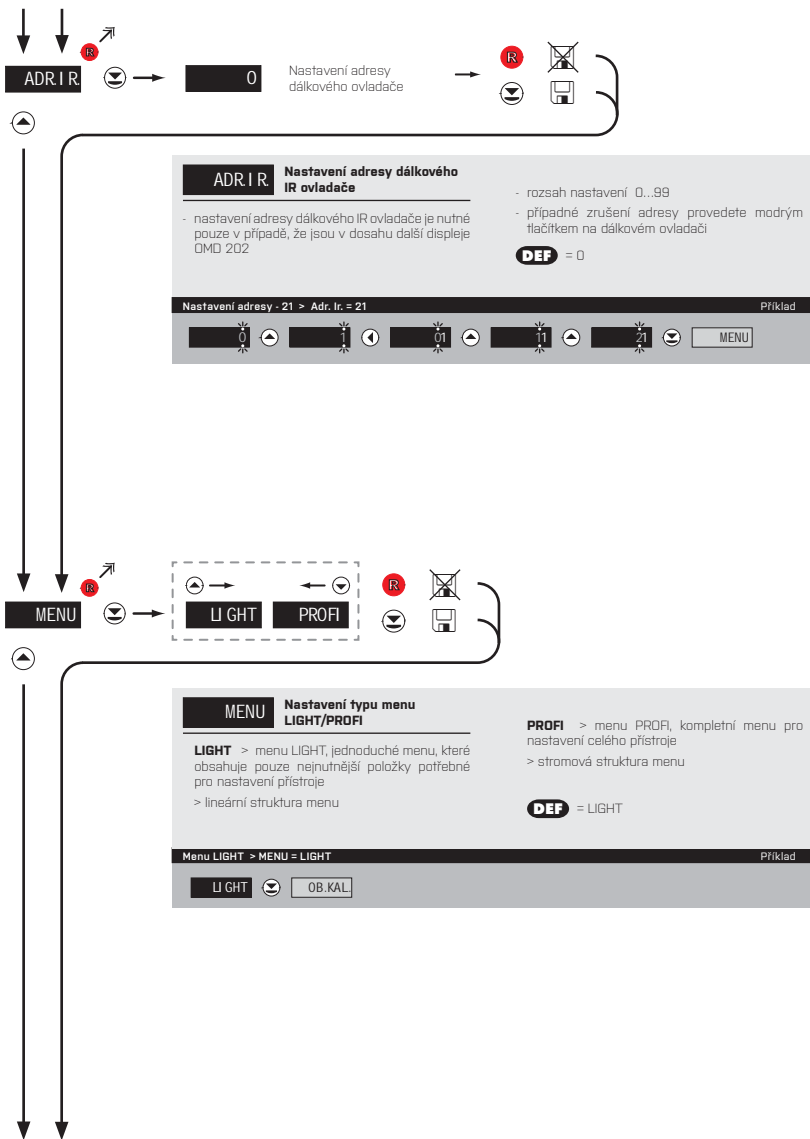 R
ADR.I R.
0
Nastavení adresy
dálkového ovladače
R
ADR.I R.
Nastavení adresy dálkového
IR ovladače
- nastavení adresy dálkového IR ovladače je nutné
pouze v případě, že jsou v dosahu další displeje
OMD 202
- rozsah nastavení 0...99
- případné zrušení adresy provedete modrým
tlačítkem na dálkovém ovladači
DEF = 0
Nastavení adresy - 21 > Adr. Ir. = 21 Příklad
0 1 01 11 21 MENU
R
MENU
LIGHT PROFI
R
MENU
Nastavení typu menu
LIGHT/PROFI
LIGHT > menu LIGHT, jednoduché menu, které
obsahuje pouze nejnutnější položky potřebné
pro nastavení přístroje
> lineární struktura menu
PROFI > menu PROFI, kompletní menu pro
nastavení celého přístroje
> stromová struktura menu
DEF = LIGHT
Menu LIGHT > MENU = LIGHT Příklad
LIGHT OB.KAL.